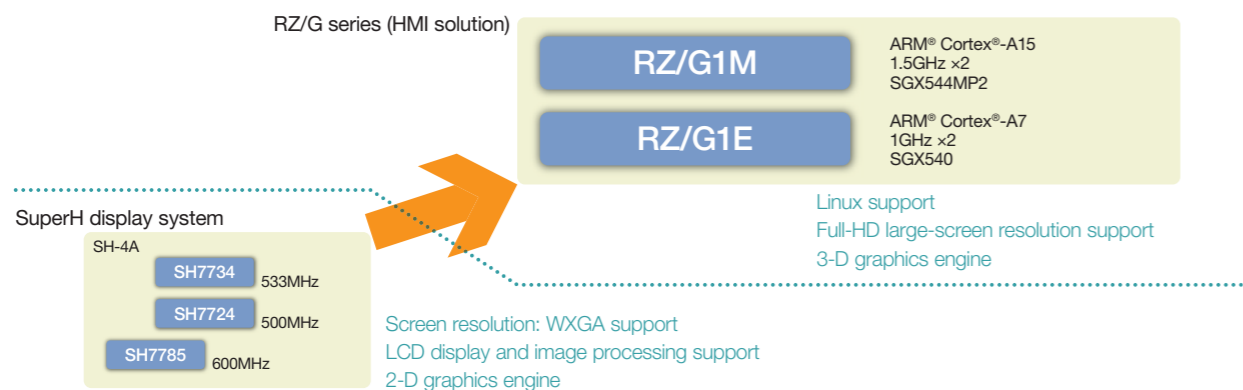 RZ/G series (HMI solution)
RZ/G1M
ARM® Cortex®-A15
1.5GHz ×2
SGX544MP2
RZ/G1E
ARM® Cortex®-A7
1GHz ×2
SGX540
Linux support
Full-HD large-screen resolution support
3-D graphics engine
SuperH display system
SH-4A
SH7734
533MHz
SH7724
500MHz
SH7785
600MHz
Screen resolution: WXGA support
LCD display and image processing support
2-D graphics engine